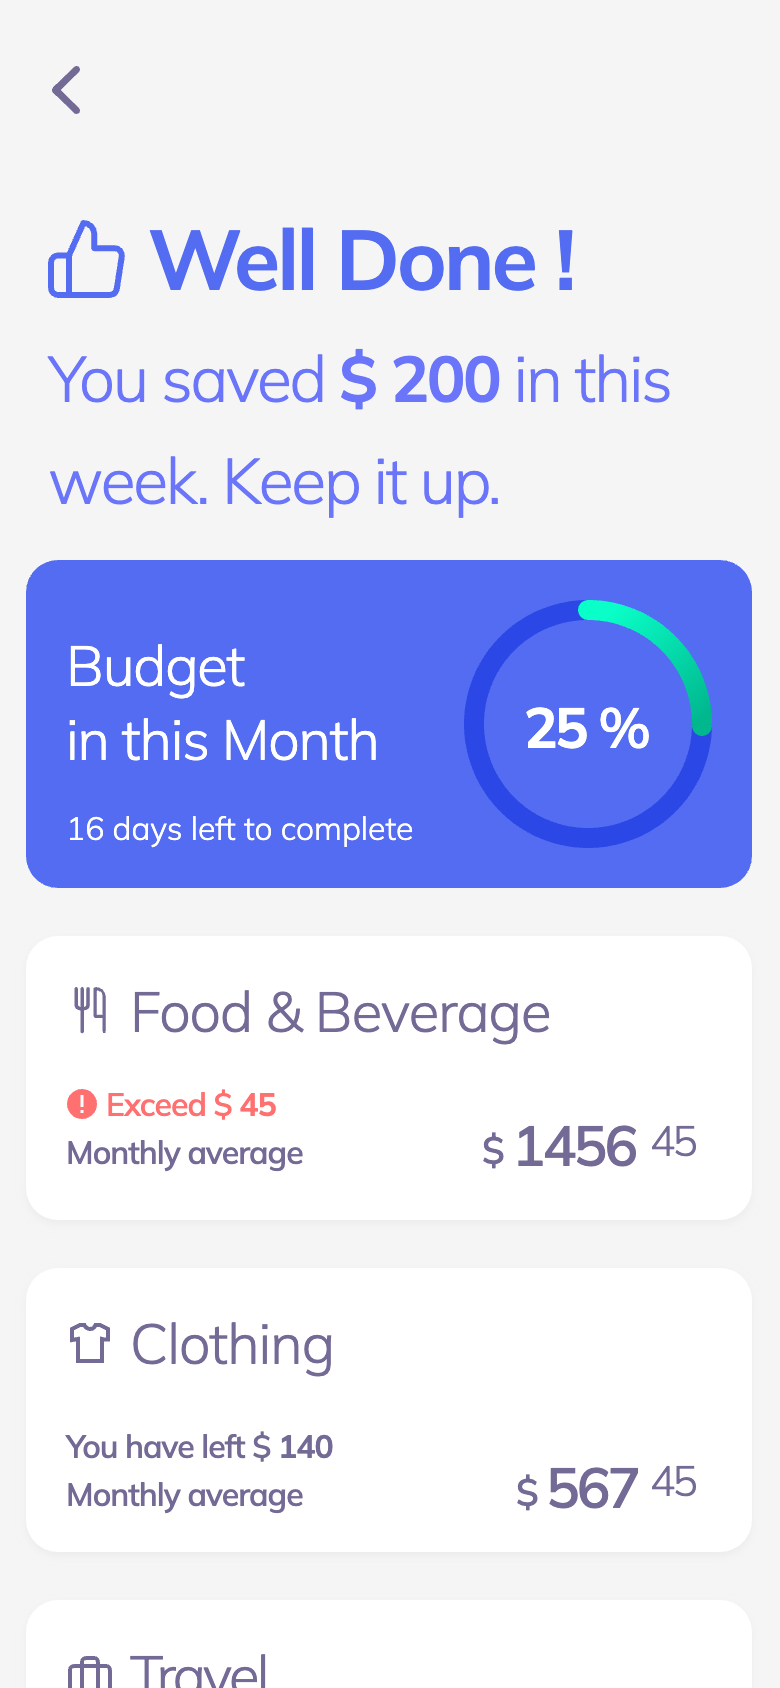 Well Done !
You saved $ 200 in this
week. Keep it up.
Budget
in this Month
25 %
16 days left to complete
Food & Beverage
Exceed $ 45
Monthly average
$ 1456 45
Clothing
You have left $ 140
Monthly average
$ 567 45
Travel